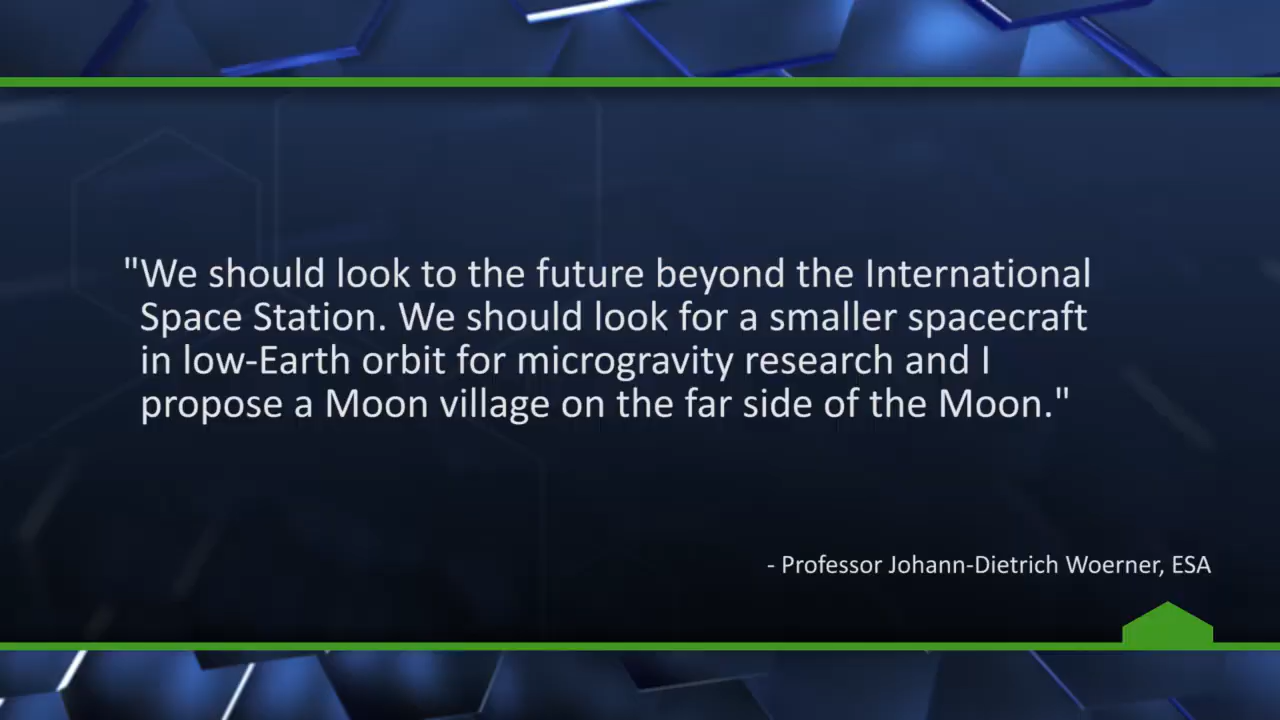 "We should look to the future beyond the International
Space Station. We should look for a smaller spacecraft
in low-Earth orbit for microgravity research and I
propose a Moon village on the far side of the Moon."
- Professor Johann-Dietrich Woerner, ESA